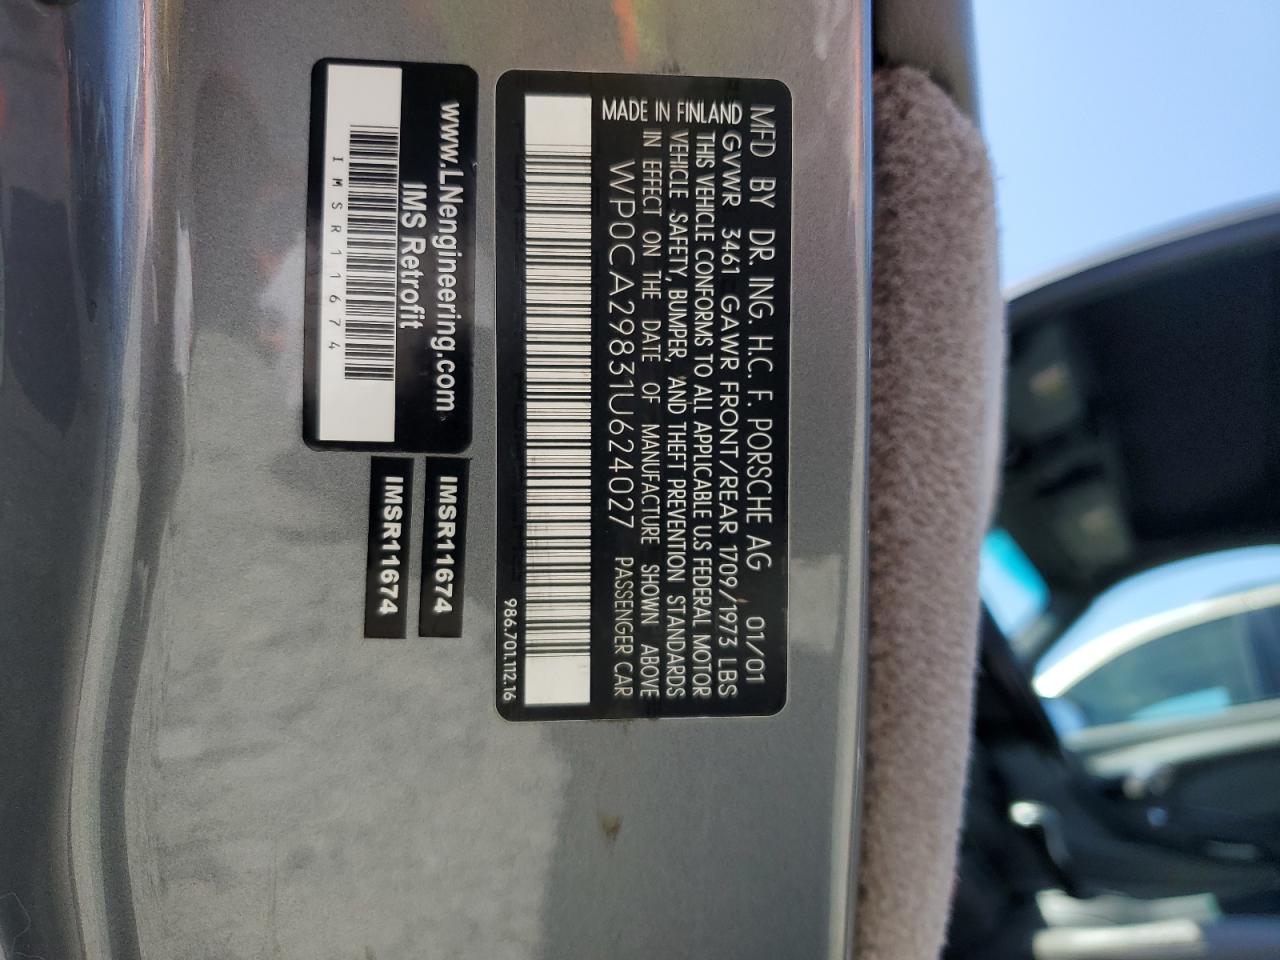 MFD BY DR. ING. H.C. F. PORSCHE AG 01/01
GVWR 3461 GAWR FRONT/REAR 1709/1973 LBS
THIS VEHICLE CONFORMS TO ALL APPLICABLE U.S FEDERAL MOTOR
VEHICLE SAFETY, BUMPER, AND THEFT PREVENTION STANDARDS
IN EFFECT ON THE DATE OF MANUFACTURE SHOWN ABOVE
MADE IN FINLAND
WP0CA29831U624027 PASSENGER CAR
986.701.112.16
www.LNengineering.com
IMS Retrofit
IMSR11674
IMSR11674
IMSR11674